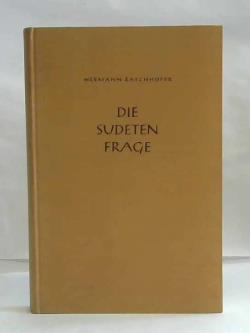 HERMANN RASCHHOFER
DIE
SUDETEN
FRAGE